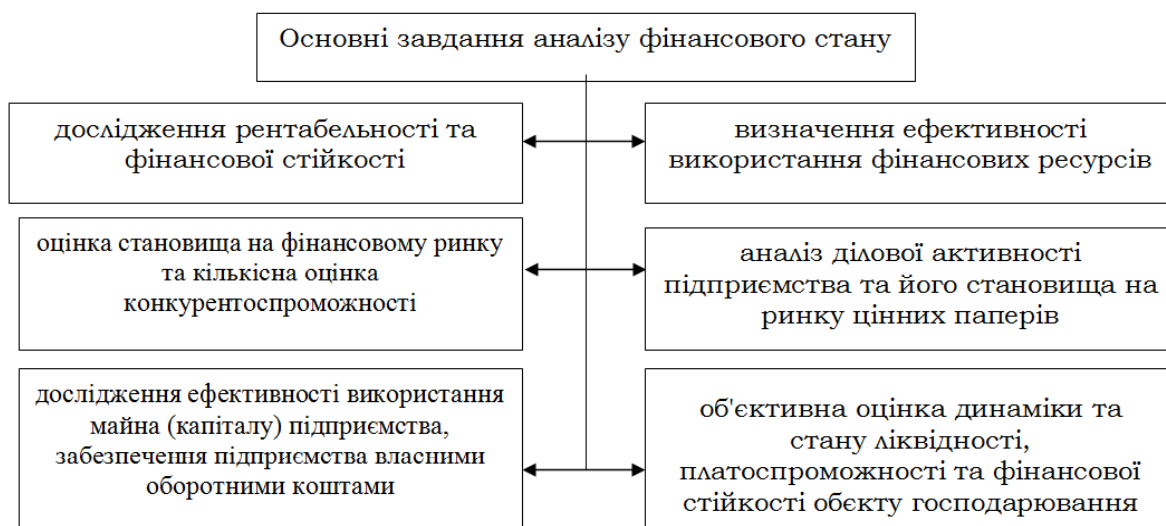 Основні завдання аналізу фінансового стану
дослідження рентабельності та
фінансової стійкості
визначення ефективності
використання фінансових ресурсів
оцінка становища на фінансовому ринку
та кількісна оцінка
конкурентоспроможності
аналіз ділової активності
підприємства та його становища на
ринку цінних паперів
дослідження ефективності використання
майна (капіталу) підприємства,
забезпечення підприємства власними
оборотними коштами
об'єктивна оцінка динаміки та
стану ліквідності,
платоспроможності та фінансової
стійкості обєкту господарювання